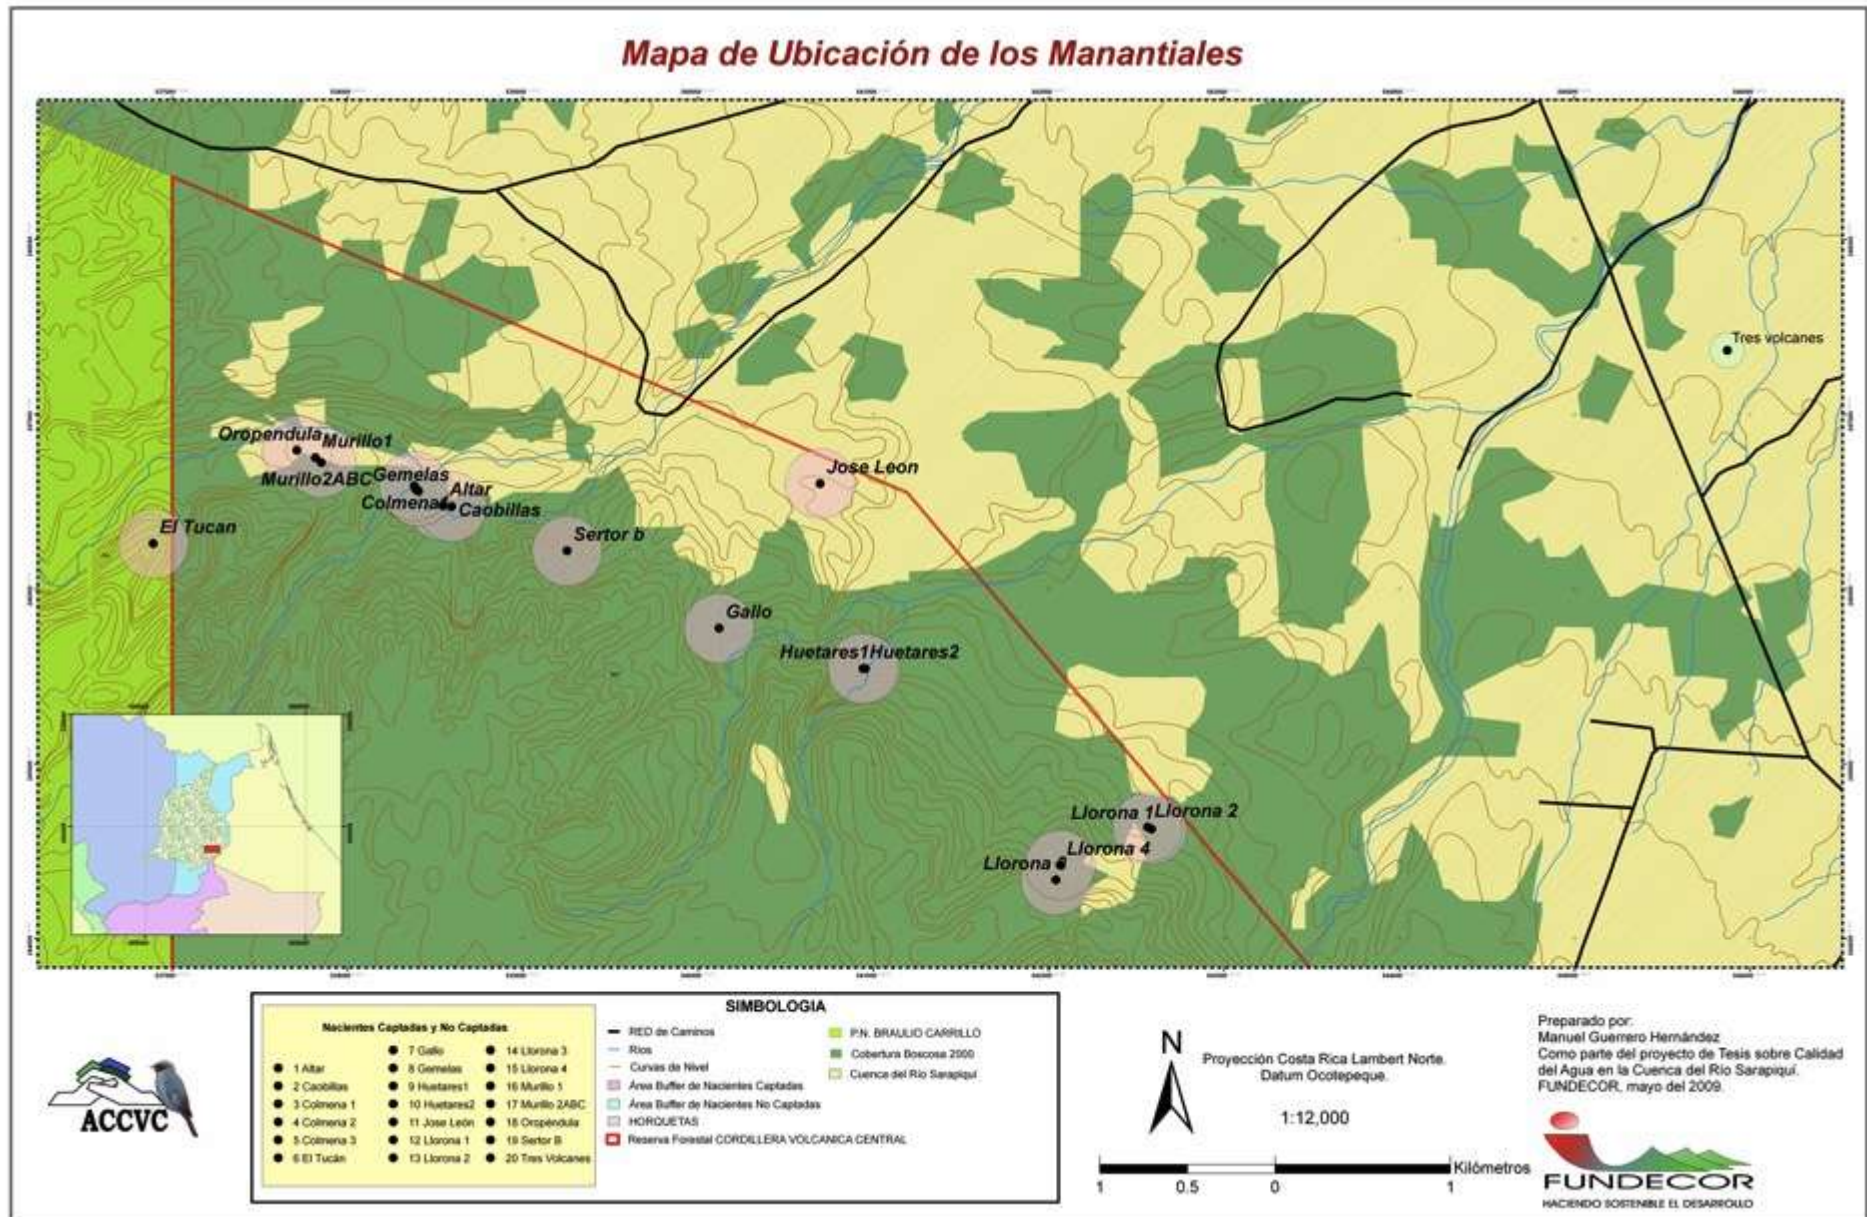 Mapa de Ubicación de los Manantiales
Tres volcanes
Oropendula
Murillo1
Murillo2ABC
Gemelas
Colmena
Altar
Caobillas
Jose Leon
El Tucan
Sertor b
Gallo
Huetares1Huetares2
Llorona 1
Llorona 2
Llorona 4
Llorona
ACCVC
Nacientes Captadas y No Captadas
1 Altar
2 Caobillas
3 Colmena 1
4 Colmena 2
5 Colmena 3
6 El Tucán
7 Gallo
8 Gemelas
9 Huetares1
10 Huetares2
11 Jose León
12 Llorona 1
13 Llorona 2
14 Llorona 3
15 Llorona 4
16 Murillo 1
17 Murillo 2ABC
18 Oropéndula
19 Sertor B
20 Tres Volcanes
SIMBOLOGIA
RED de Caminos
Rios
Curvas de Nivel
Área Buffer de Nacientes Captadas
Área Buffer de Nacientes No Captadas
HORQUETAS
Reserva Forestal CORDILLERA VOLCANICA CENTRAL
P.N. BRAULIO CARRILLO
Cobertura Boscosa 2000
Cuenca del Río Sarapiquí
N
Proyección Costa Rica Lambert Norte.
Datum Ocotepeque.
1:12,000
Kilómetros
1 0.5 0 1
Preparado por:
Manuel Guerrero Hernández
Como parte del proyecto de Tesis sobre Calidad
del Agua en la Cuenca del Río Sarapiquí.
FUNDECOR, mayo del 2009.
FUNDECOR
HACIENDO SOSTENIBLE EL DESARROLLO